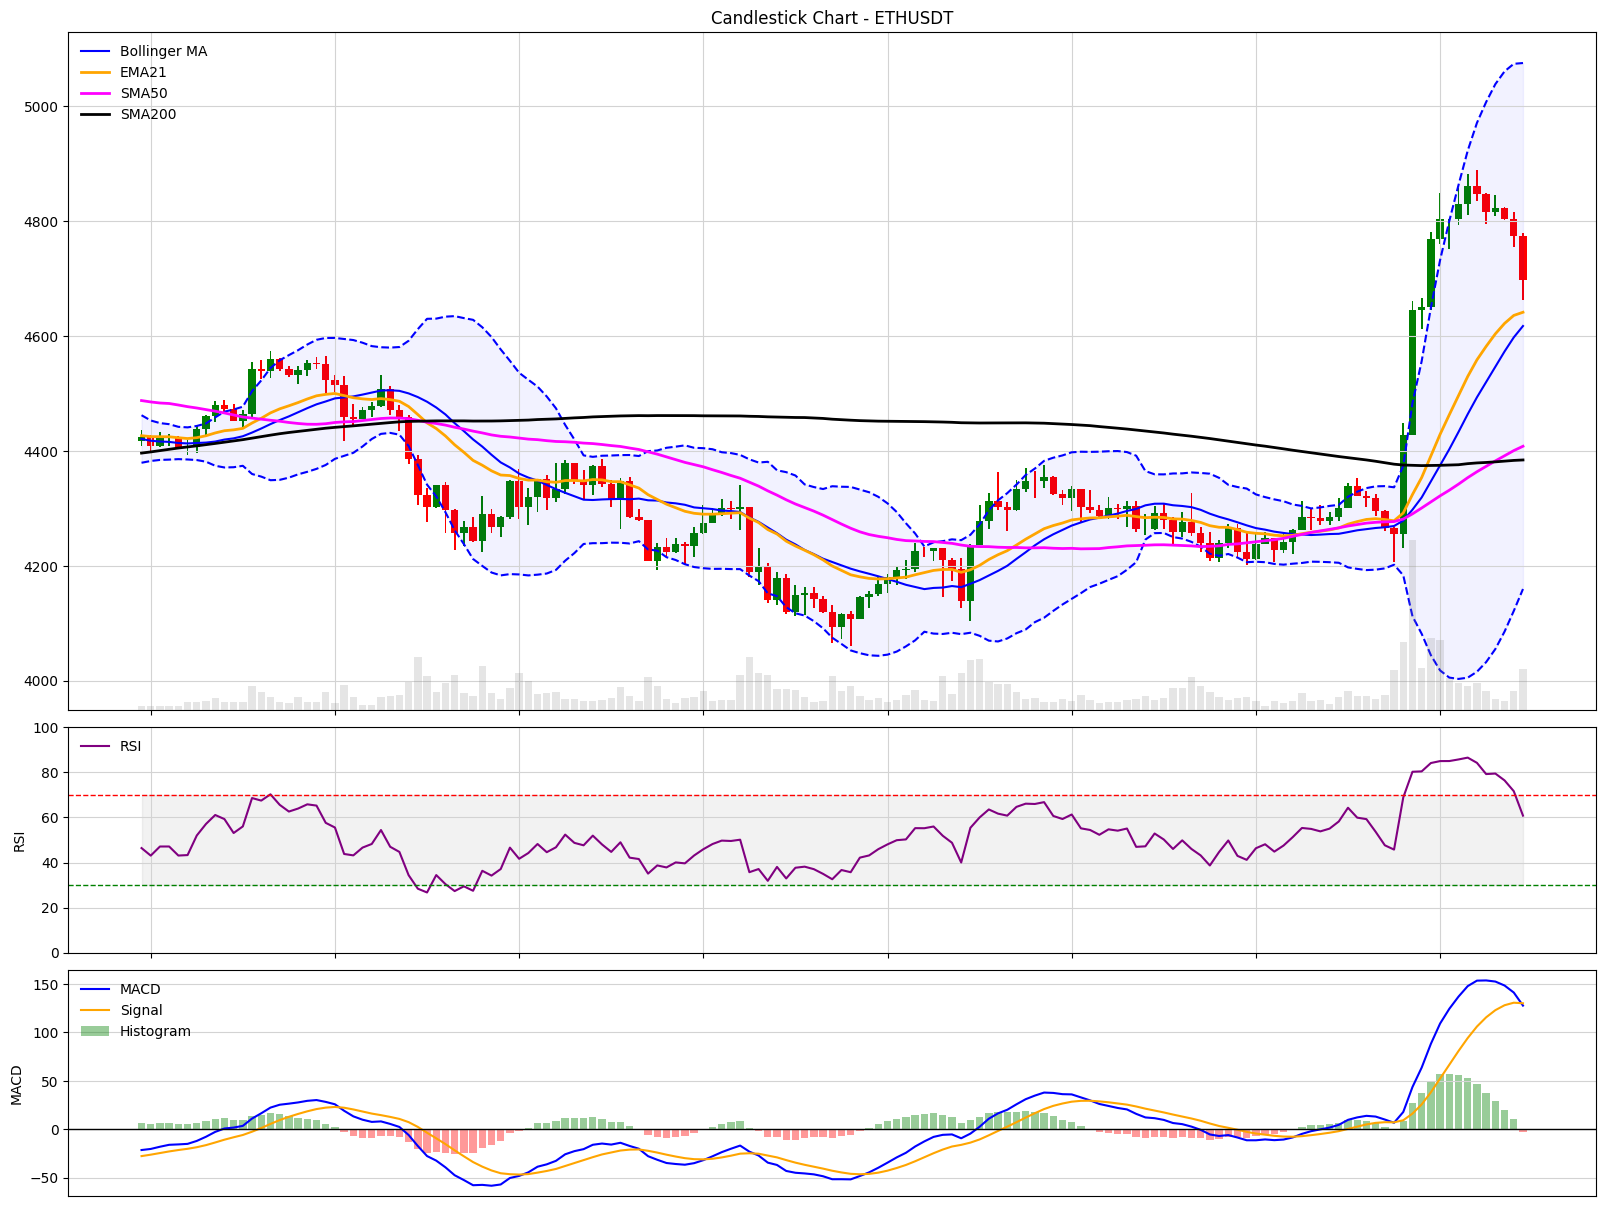 Candlestick Chart - ETHUSDT
Bollinger MA
EMA21
SMA50
SMA200
5000
4800
4600
4400
4200
4000
100
RSI
80
60
RSI
40
20
0
150
MACD
Signal
100
Histogram
50
MACD
0
−50